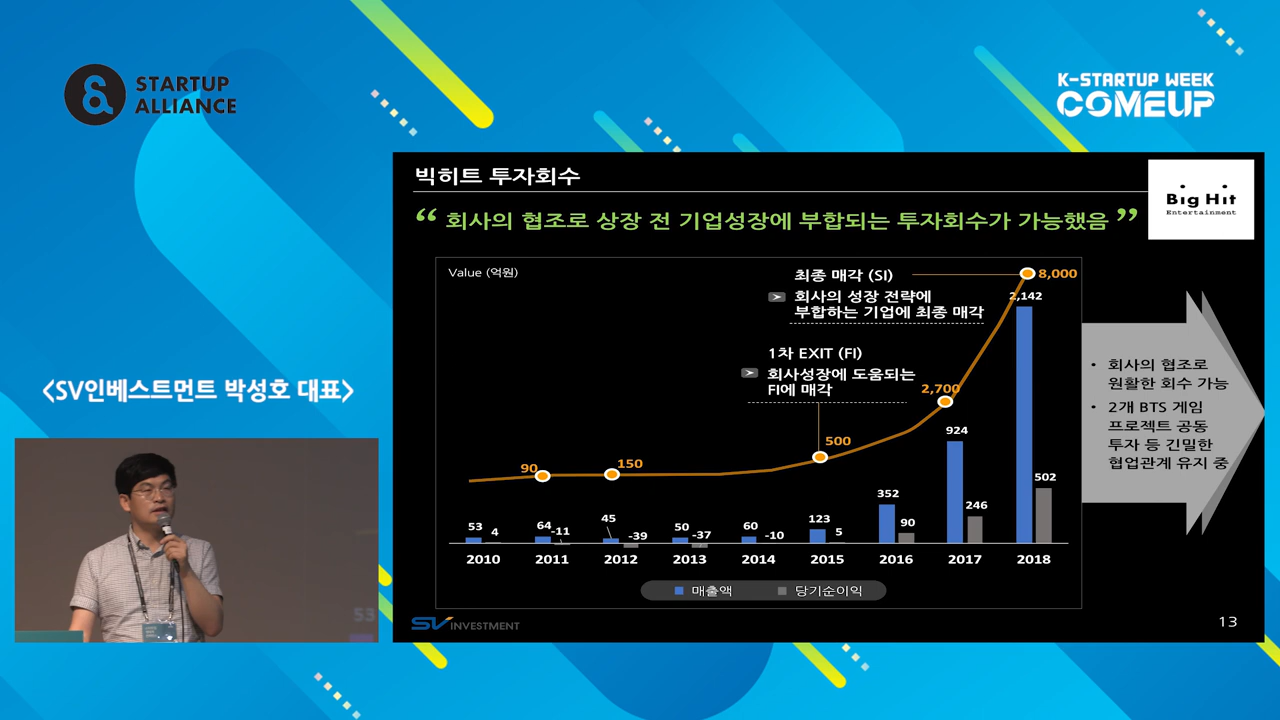 STARTUP
ALLIANCE
K-STARTUP WEEK
COMEUP
<SV인베스트먼트 박성호 대표>
빅히트 투자회수
Big Hit
Entertainment
“ 회사의 협조로 상장 전 기업성장에 부합되는 투자회수가 가능했음 ”
Value (억원)
최종 매각 (SI)
8,000
회사의 성장 전략에
부합하는 기업에 최종 매각
2,142
1차 EXIT (FI)
회사성장에 도움되는
FI에 매각
2,700
924
500
90
150
502
352
246
53
4
64
-11
45
-39
50
-37
60
-10
123
5
90
2010 2011 2012 2013 2014 2015 2016 2017 2018
매출액 당기순이익
• 회사의 협조로
원활한 회수 가능
• 2개 BTS 게임
프로젝트 공동
투자 등 긴밀한
협업관계 유지 중
SV INVESTMENT
13
53